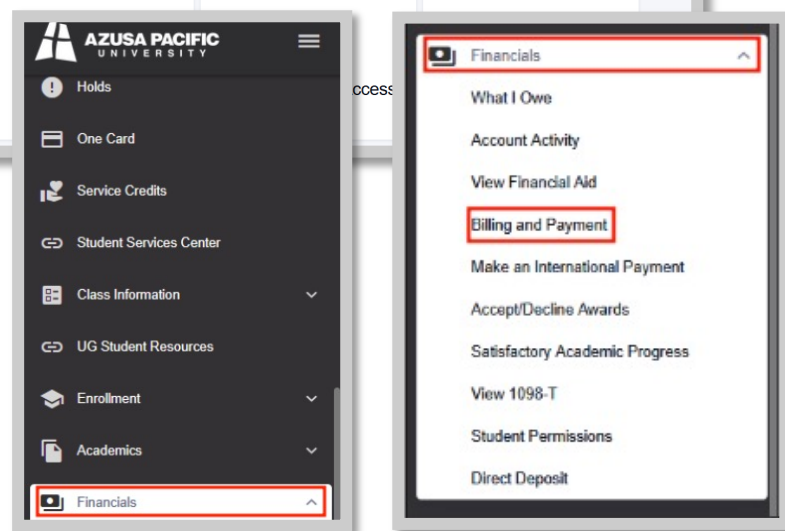 AZUSA PACIFIC
UNIVERSITY
Holds
One Card
Service Credits
Student Services Center
Class Information
UG Student Resources
Enrollment
Academics
Financials
ccess
Financials
What I Owe
Account Activity
View Financial Aid
Billing and Payment
Make an International Payment
Accept/Decline Awards
Satisfactory Academic Progress
View 1098-T
Student Permissions
Direct Deposit